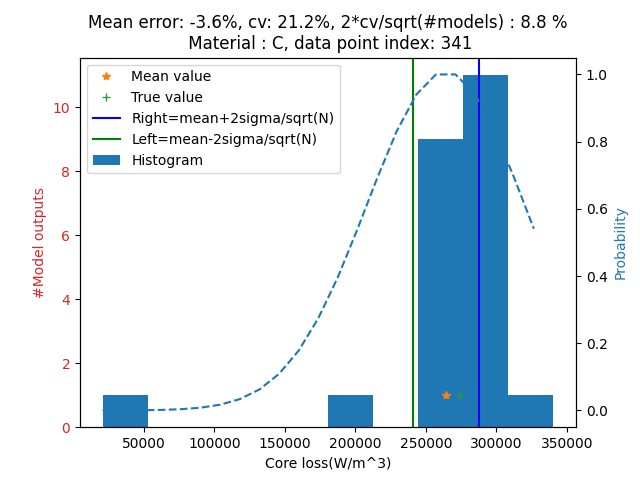 Mean error: -3.6%, cv: 21.2%, 2*cv/sqrt(#models) : 8.8 %
Material : C, data point index: 341
Mean value
True value
Right=mean+2sigma/sqrt(N)
Left=mean-2sigma/sqrt(N)
Histogram
#Model outputs
10
8
6
4
2
0
1.0
0.8
0.6
0.4
0.2
0.0
Probability
50000 100000 150000 200000 250000 300000 350000
Core loss(W/m^3)